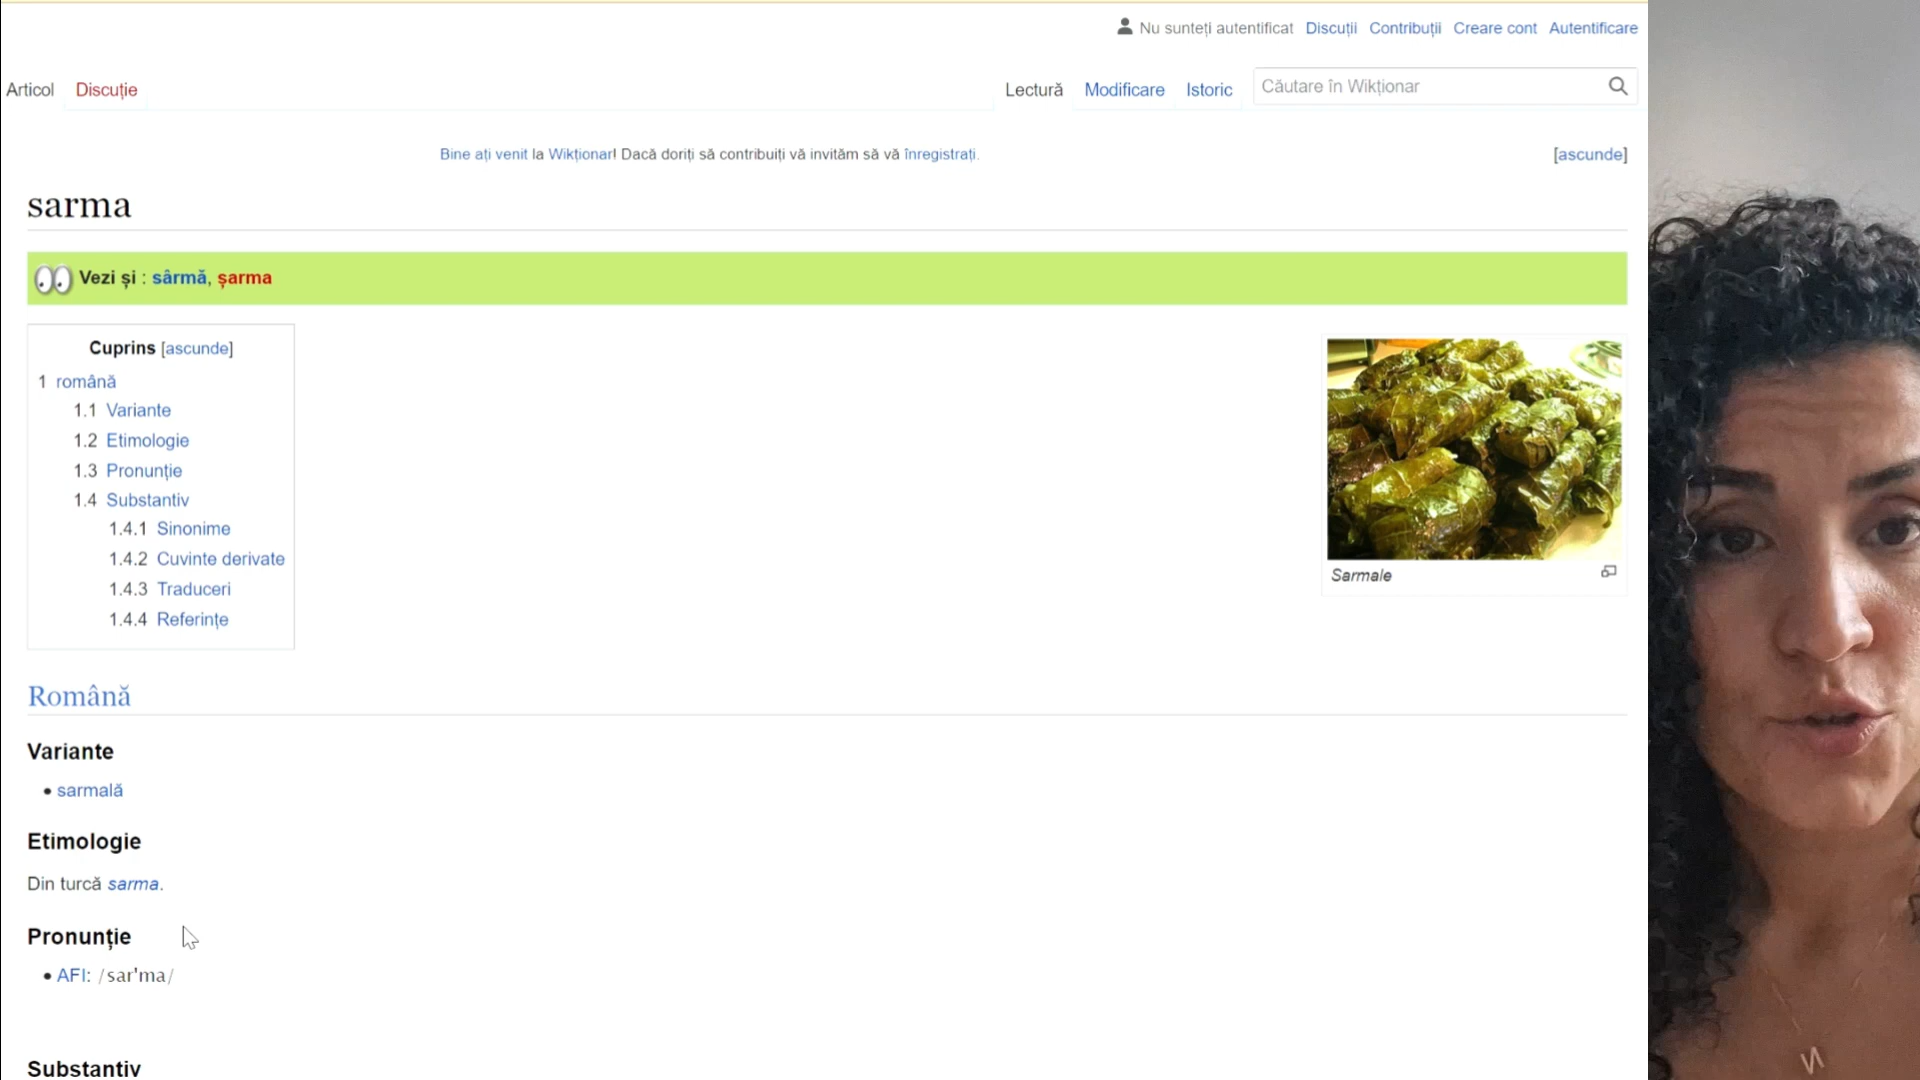 Nu sunteți autentificat Discuții Contribuții Creare cont Autentificare
Articol Discuție Lectură Modificare Istoric Căutare în Wikționar
Bine ați venit la Wikționar! Dacă doriți să contribuiți vă invităm să vă înregistrați. [ascunde]
sarma
Vezi și : sârmă, șarma
Cuprins [ascunde]
1 română
1.1 Variante
1.2 Etimologie
1.3 Pronunție
1.4 Substantiv
1.4.1 Sinonime
1.4.2 Cuvinte derivate
1.4.3 Traduceri
1.4.4 Referințe
Sarmale
Română
Variante
• sarmală
Etimologie
Din turcă sarma.
Pronunție
• AFI: /sar'ma/
Substantiv